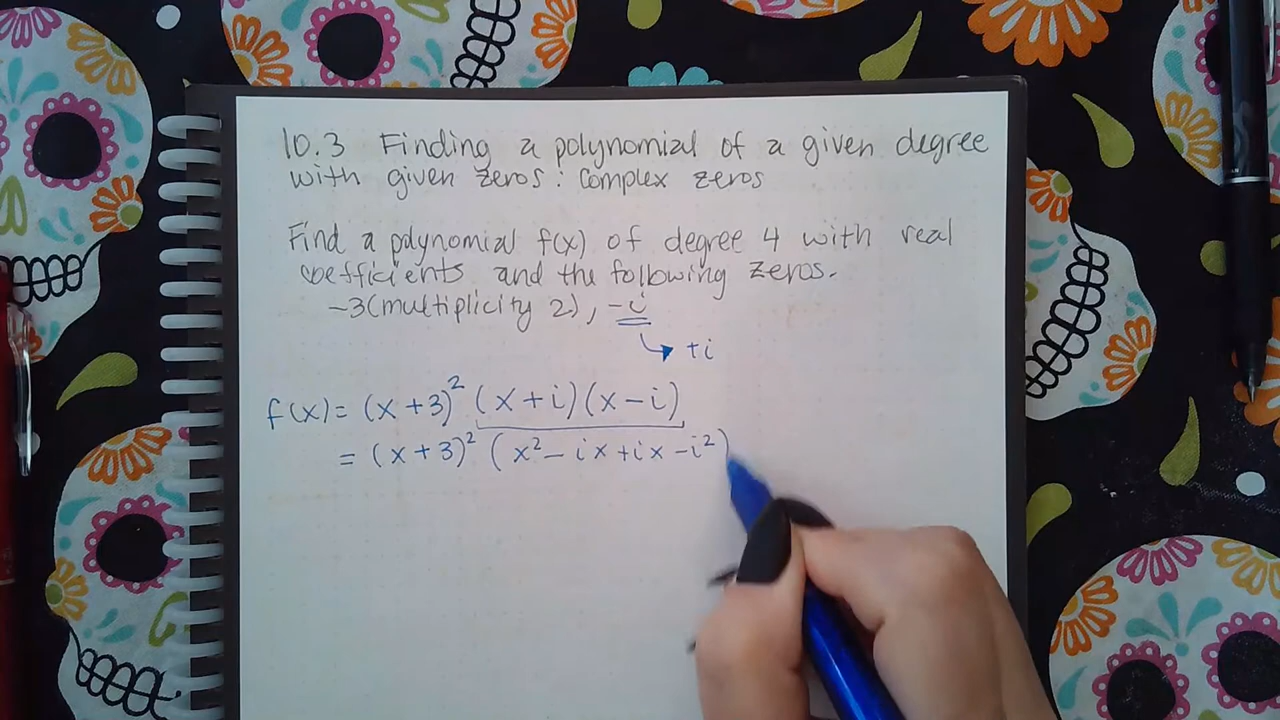 10.3 Finding a polynomial of a given degree
with given zeros: complex zeros
Find a polynomial f(x) of degree 4 with real
coefficients and the following zeros.
-3(multiplicity 2), -i
+i
f(x) = (x+3)² (x+i)(x-i)
= (x+3)² (x² - ix + ix - i²)